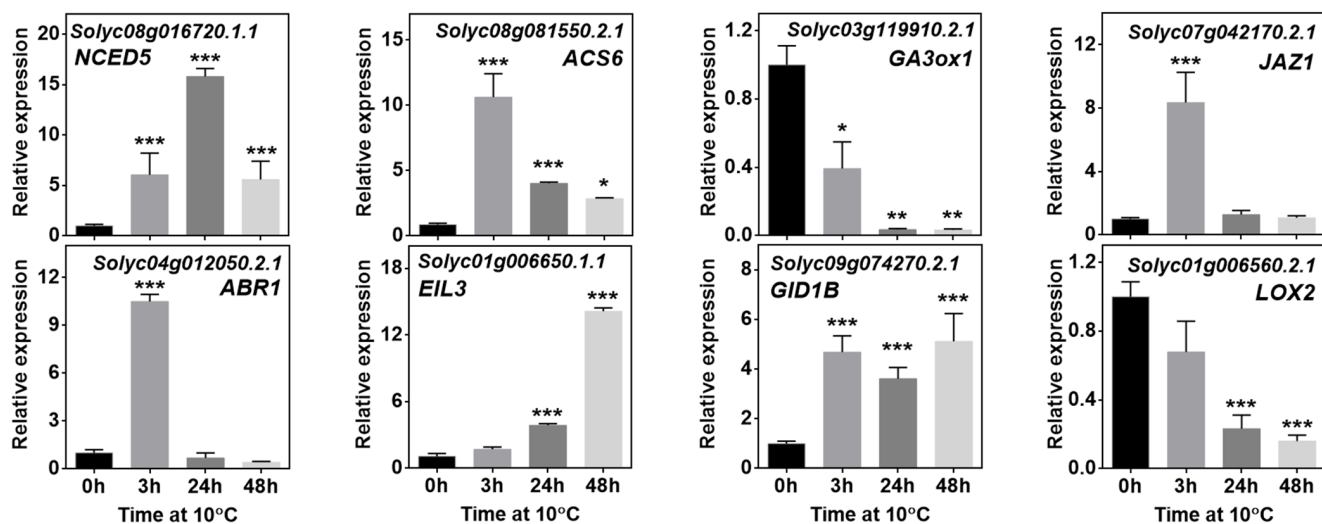 Relative expression
20
15
10
5
0
Solyc08g016720.1.1
NCED5
***
***
***
Relative expression
15
10
5
0
Solyc08g081550.2.1
ACS6
***
***
*
Relative expression
1.2
0.8
0.4
0.0
Solyc03g119910.2.1
GA3ox1
*
**
**
Relative expression
12
8
4
0
Solyc07g042170.2.1
JAZ1
***
Relative expression
12
9
6
3
0
Solyc04g012050.2.1
ABR1
***
0h 3h 24h 48h
Time at 10°C
Relative expression
18
12
6
0
Solyc01g006650.1.1
EIL3
***
***
0h 3h 24h 48h
Time at 10°C
Relative expression
8
6
4
2
0
Solyc09g074270.2.1
GID1B
***
***
***
0h 3h 24h 48h
Time at 10°C
Relative expression
1.2
0.8
0.4
0.0
Solyc01g006560.2.1
LOX2
***
***
0h 3h 24h 48h
Time at 10°C